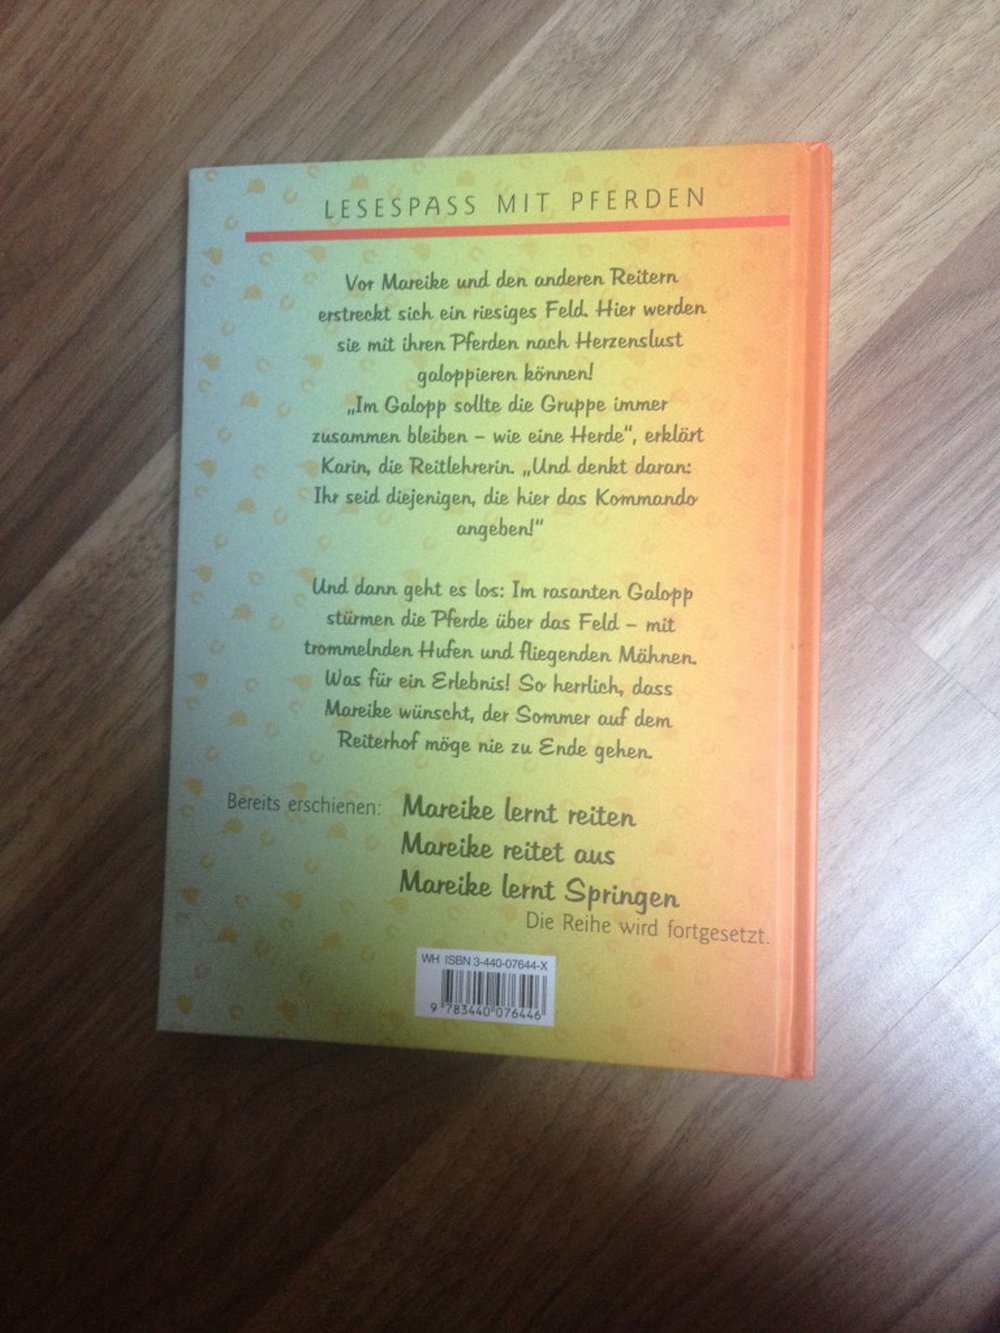 LESESPASS MIT PFERDEN
Vor Mareike und den anderen Reitern
erstreckt sich ein riesiges Feld. Hier werden
sie mit ihren Pferden nach Herzenslust
galoppieren können!
„Im Galopp sollte die Gruppe immer
zusammen bleiben – wie eine Herde“, erklärt
Karin, die Reitlehrerin. „Und denkt daran:
Ihr seid diejenigen, die hier das Kommando
angeben!“
Und dann geht es los: Im rasanten Galopp
stürmen die Pferde über das Feld – mit
trommelnden Hufen und fliegenden Mähnen.
Was für ein Erlebnis! So herrlich, dass
Mareike wünscht, der Sommer auf dem
Reiterhof möge nie zu Ende gehen.
Bereits erschienen: Mareike lernt reiten
Mareike reitet aus
Mareike lernt Springen
Die Reihe wird fortgesetzt.
WH ISBN 3-440-07644-X
9 783440 076446